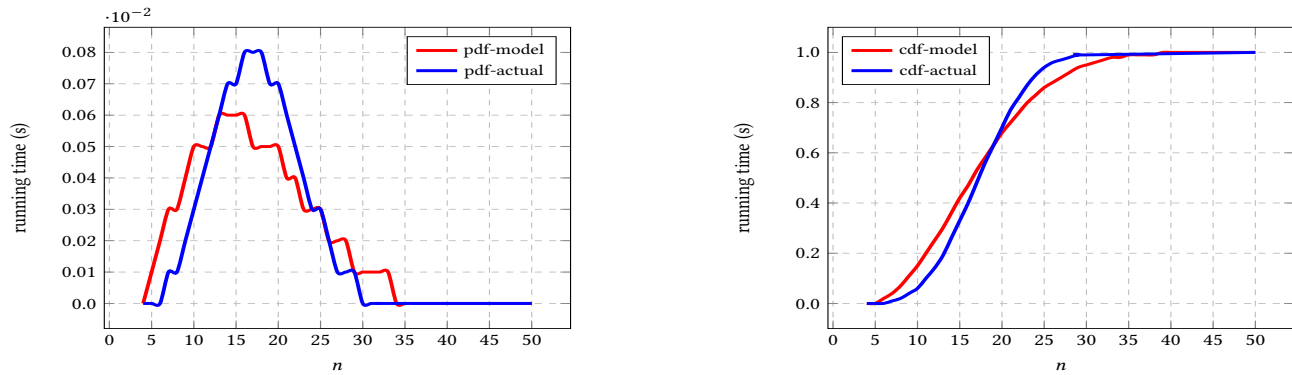 ·10⁻²
pdf-model
pdf-actual
0.08
0.07
0.06
0.05
0.04
0.03
0.02
0.01
0.0
running time (s)
0 5 10 15 20 25 30 35 40 45 50
n
cdf-model
cdf-actual
1.0
0.8
0.6
0.4
0.2
0.0
running time (s)
0 5 10 15 20 25 30 35 40 45 50
n